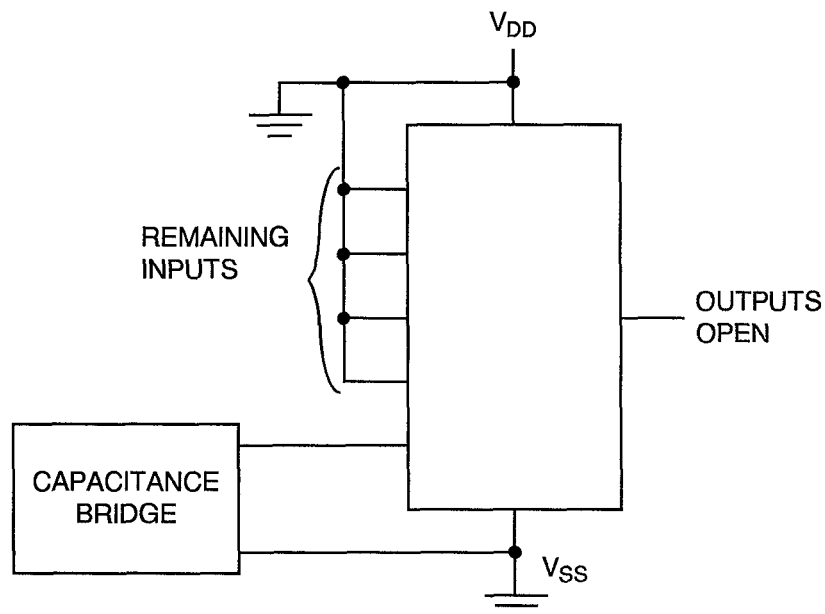 VDD
REMAINING
INPUTS
OUTPUTS
OPEN
CAPACITANCE
BRIDGE
VSS